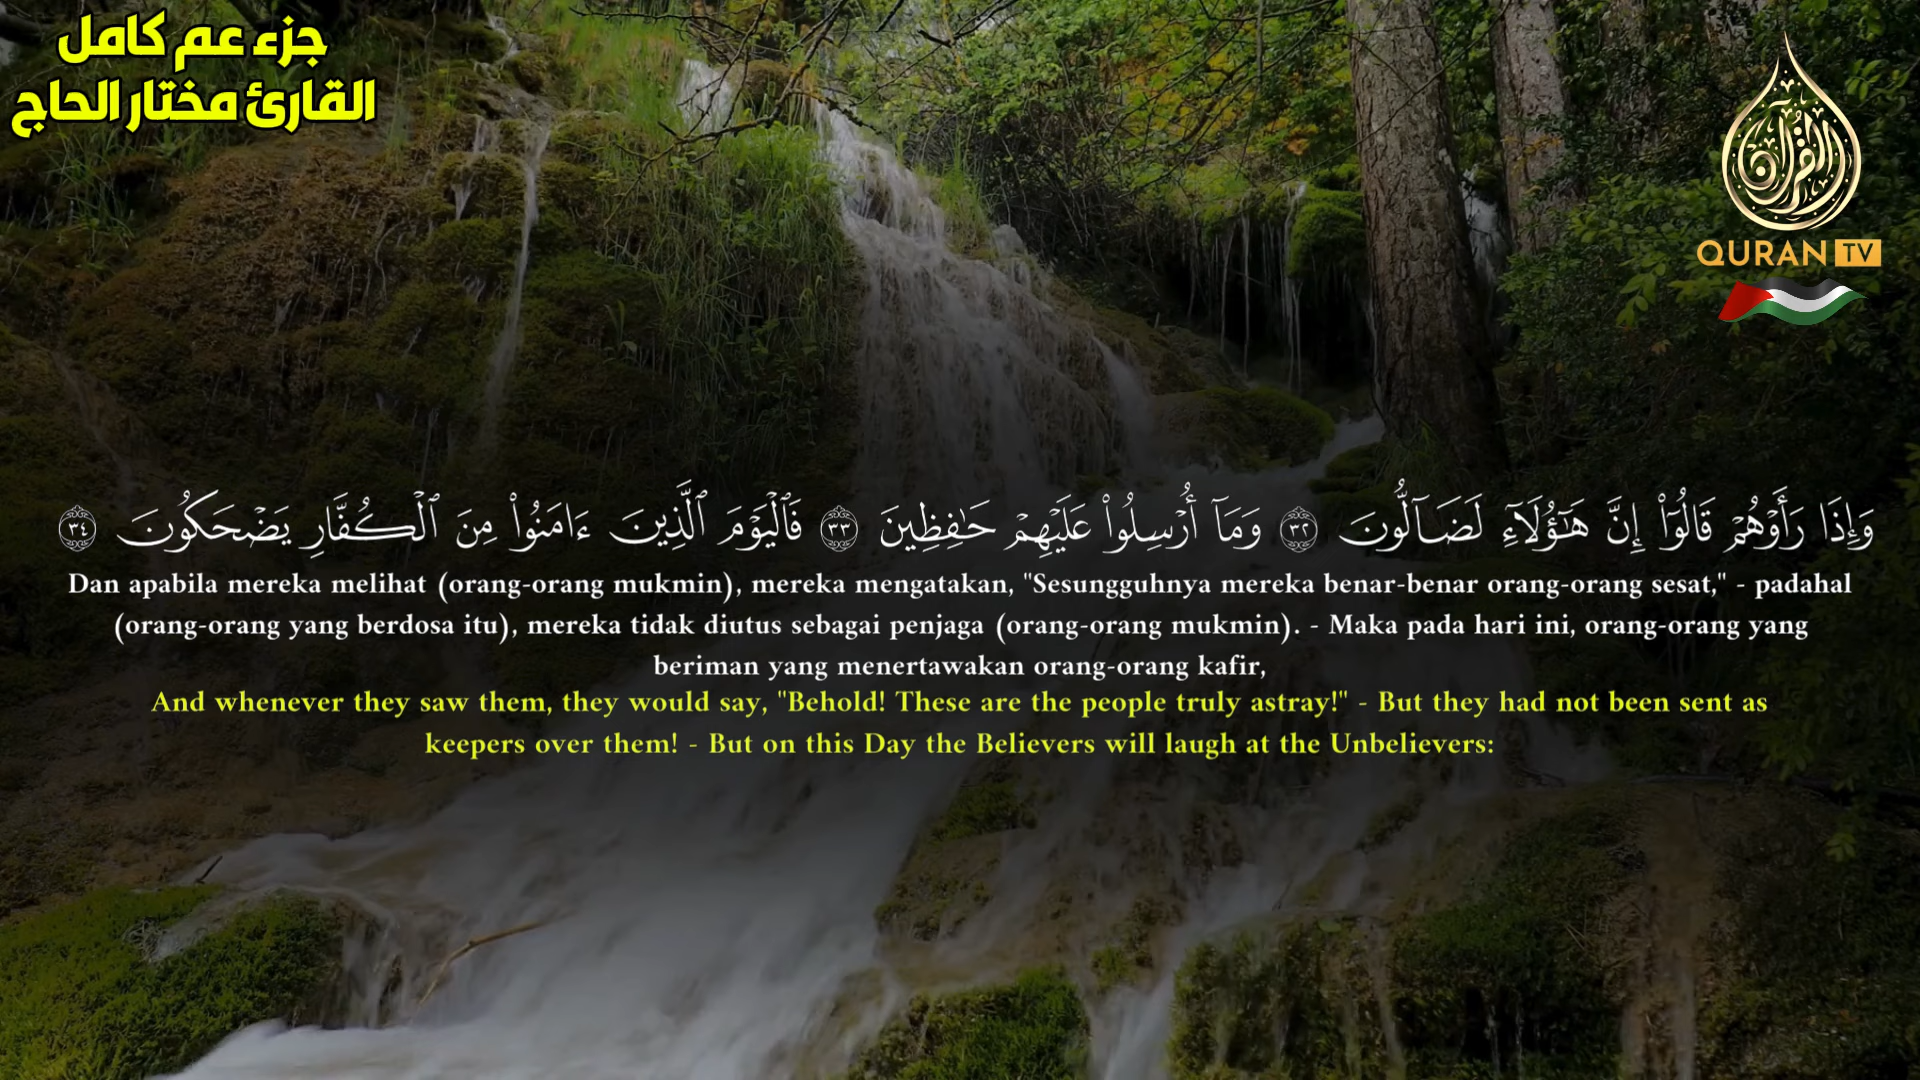 جزء عم كامل
القارئ مختار الحاج
القرآن
QURAN TV
وَإِذَا رَأَوْهُمْ قَالُوٓا۟ إِنَّ هَـٰٓؤُلَآءِ لَضَآلُّونَ ٣٢ وَمَآ أُرْسِلُوا۟ عَلَيْهِمْ حَـٰفِظِينَ ٣٣ فَٱلْيَوْمَ ٱلَّذِينَ ءَامَنُوا۟ مِنَ ٱلْكُفَّارِ يَضْحَكُونَ ٣٤
Dan apabila mereka melihat (orang-orang mukmin), mereka mengatakan, "Sesungguhnya mereka benar-benar orang-orang sesat," - padahal
(orang-orang yang berdosa itu), mereka tidak diutus sebagai penjaga (orang-orang mukmin). - Maka pada hari ini, orang-orang yang
beriman yang menertawakan orang-orang kafir,
And whenever they saw them, they would say, "Behold! These are the people truly astray!" - But they had not been sent as
keepers over them! - But on this Day the Believers will laugh at the Unbelievers: